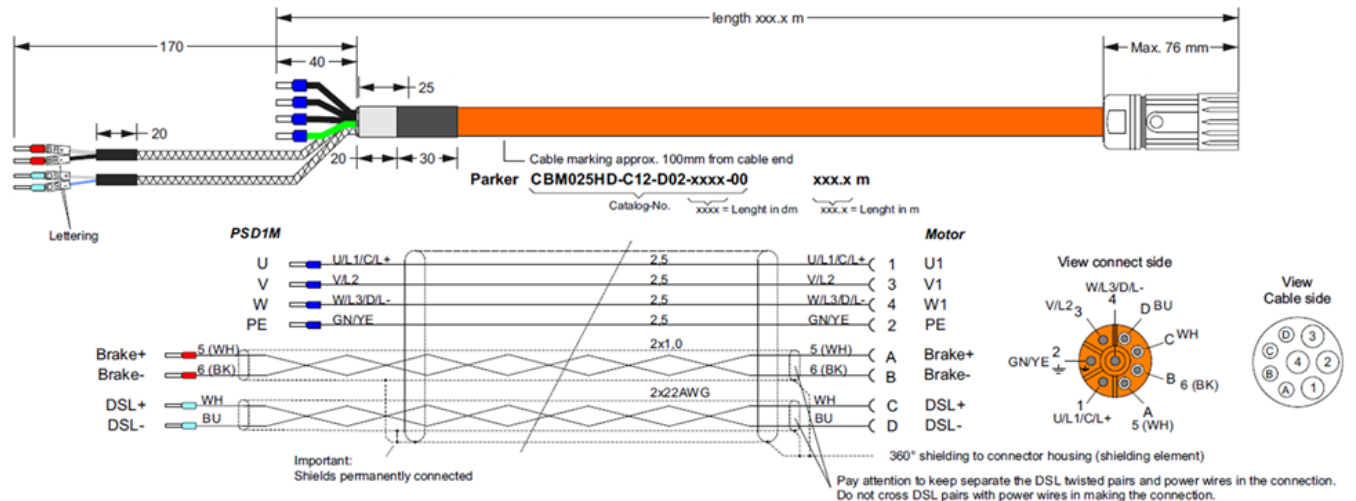 length xxx.x m
170
Max. 76 mm
40
25
20
20
30
Cable marking approx. 100mm from cable end
Parker CBM025HD-C12-D02-xxxx-00 xxx.x m
Catalog-No. xxxx = Lenght in dm xxx.x = Lenght in m
Lettering
PSD1M Motor
U U/L1/C/L+ 2,5 U/L1/C/L+ 1 U1
V V/L2 2,5 V/L2 3 V1
W W/L3/D/L- 2,5 W/L3/D/L- 4 W1
PE GN/YE 2,5 GN/YE 2 PE
Brake+ 5 (WH) 2x1,0 5 (WH) A Brake+
Brake- 6 (BK) 6 (BK) B Brake-
DSL+ WH 2x22AWG WH C DSL+
DSL- BU BU D DSL-
View connect side
W/L3/D/L-
4
V/L2 3
D BU
C WH
2
GN/YE
B 6 (BK)
1
U/L1/C/L+
A
5 (WH)
View
Cable side
D 3
C
4 2
B
A 1
Important:
Shields permanently connected
360° shielding to connector housing (shielding element)
Pay attention to keep separate the DSL twisted pairs and power wires in the connection.
Do not cross DSL pairs with power wires in making the connection.